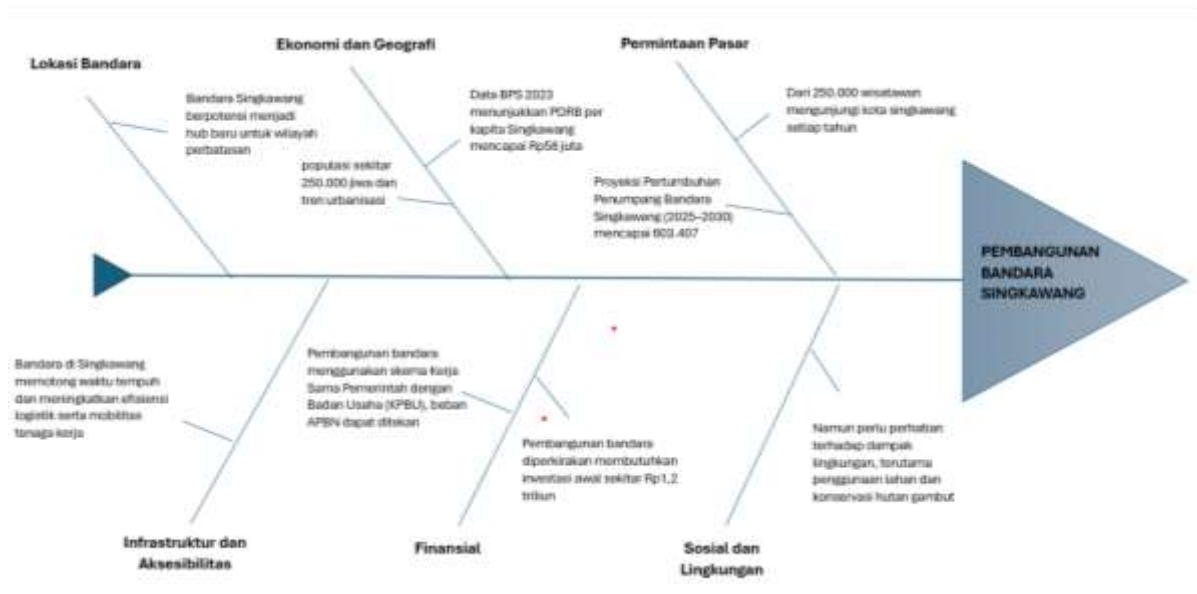 Lokasi Bandara
Bandara Singkawang
berpotensi menjadi
hub baru untuk wilayah
perbatasan
Ekonomi dan Geografi
Data BPS 2023
menunjukkan PDRB per
kapita Singkawang
mencapai Rp56 juta
populasi sekitar
250.000 jiwa dan
tren urbanisasi
Permintaan Pasar
Dari 250.000 wisatawan
mengunjungi kota singkawang
setiap tahun
Proyeksi Pertumbuhan
Penumpang Bandara
Singkawang (2025–2030)
mencapai 603.407
PEMBANGUNAN
BANDARA
SINGKAWANG
Bandara di Singkawang
memotong waktu tempuh
dan meningkatkan efisiensi
logistik serta mobilitas
tenaga kerja
Infrastruktur dan
Aksesibilitas
Pembangunan bandara
menggunakan skema Kerja
Sama Pemerintah dengan
Badan Usaha (KPBU), beban
APBN dapat ditekan
Pembangunan bandara
diperkirakan membutuhkan
investasi awal sekitar Rp1,2
triliun
Finansial
Namun perlu perhatian
terhadap dampak
lingkungan, terutama
penggunaan lahan dan
konservasi hutan gambut
Sosial dan
Lingkungan